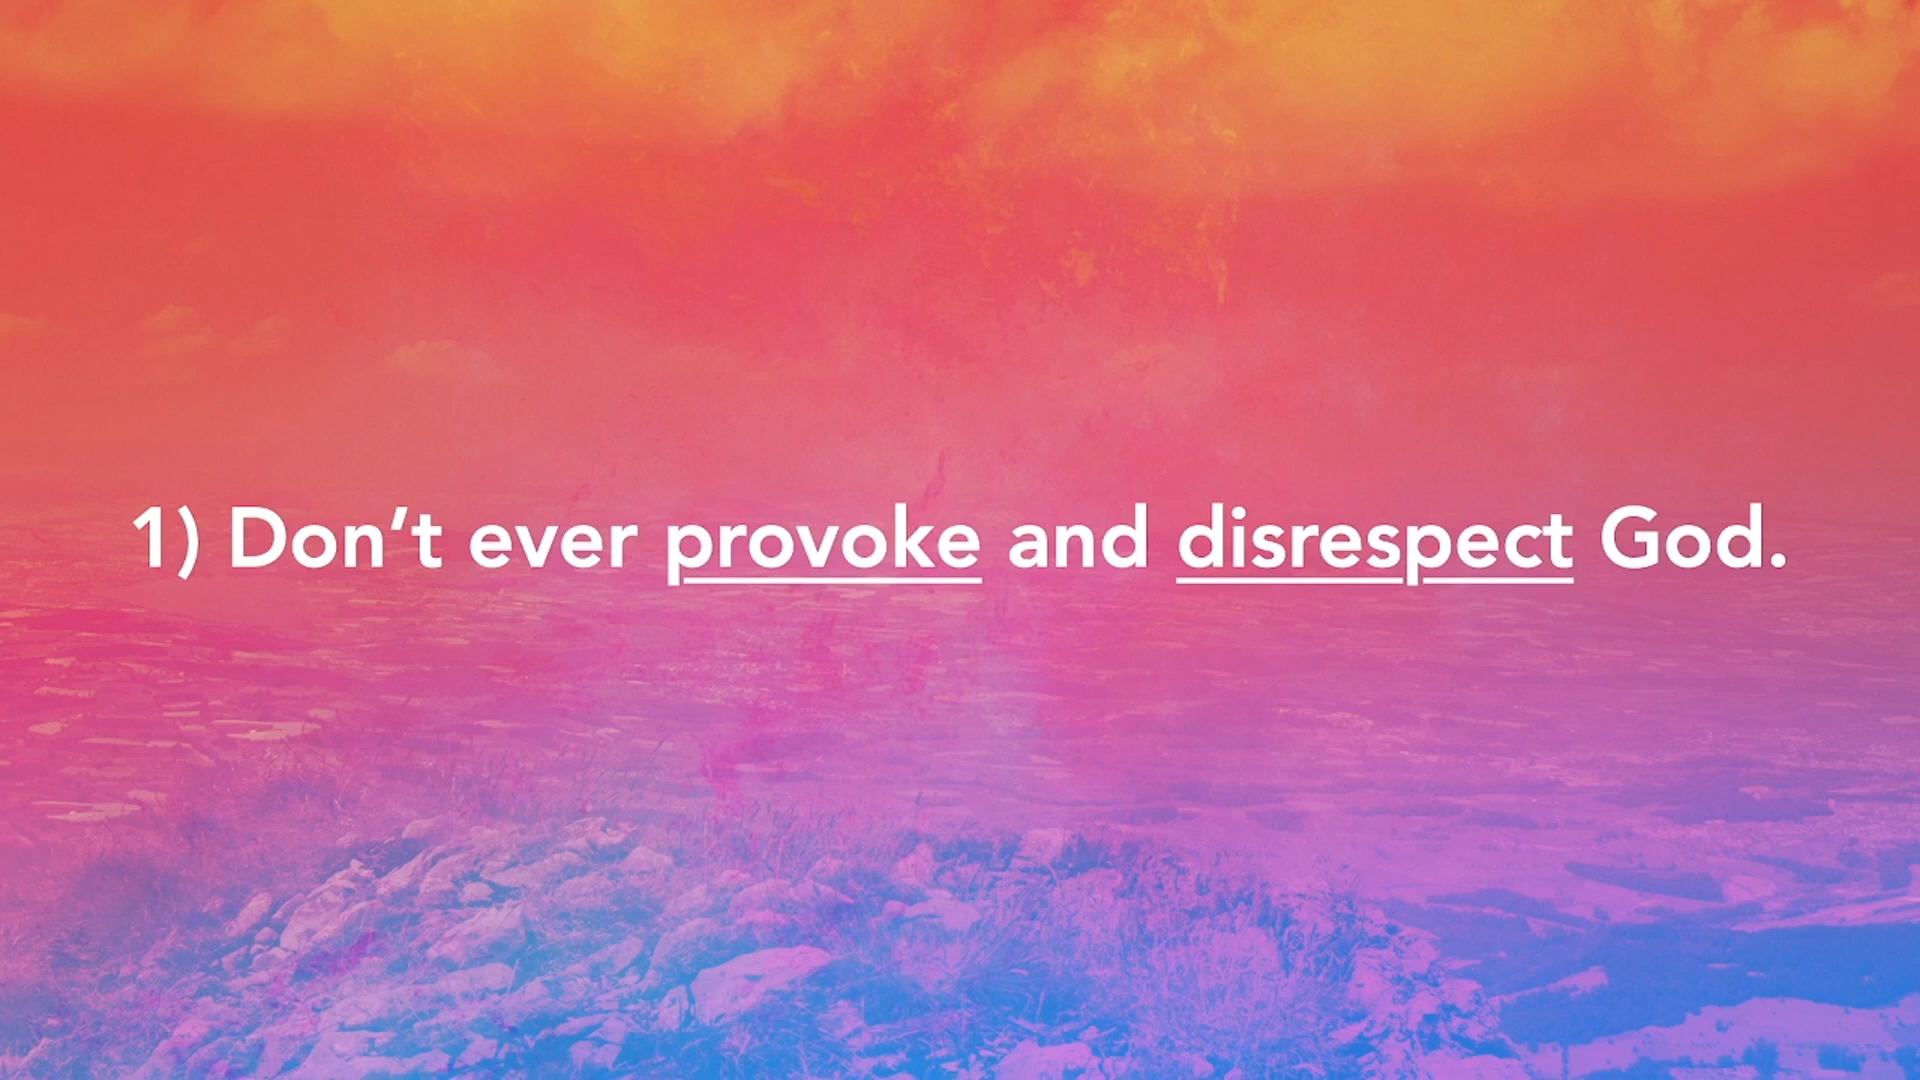 1) Don’t ever provoke and disrespect God.